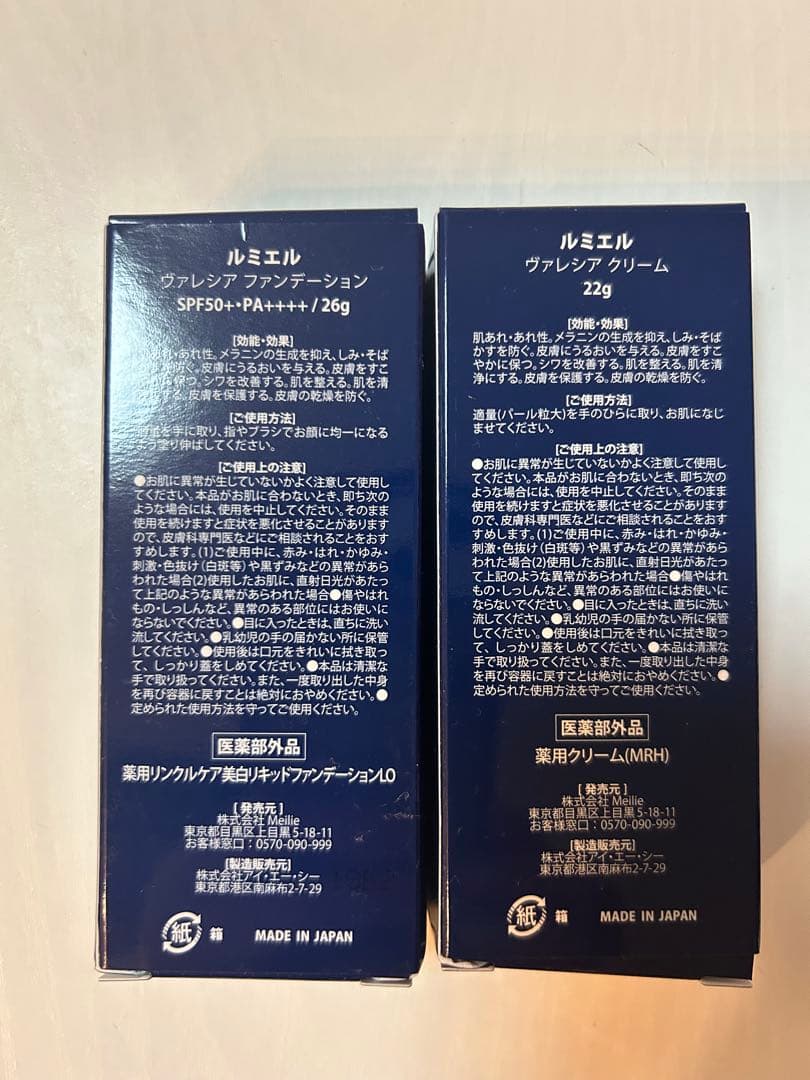 ルミエル
ヴァレシア ファンデーション
SPF50+・PA++++ / 26g
[効能・効果]
あれ・あれ性。メラニンの生成を抑え、しみ・そば
を防ぐ。皮膚にうるおいを与える。皮膚をすこ
に保つ。シワを改善する。肌を整える。肌を清
する。皮膚を保護する。皮膚の乾燥を防ぐ。
[ご使用方法]
を手に取り、指やブラシでお顔に均一になる
う塗り伸ばしてください。
[ご使用上の注意]
●お肌に異常が生じていないかよく注意して使用し
てください。本品がお肌に合わないとき、即ち次の
ような場合には、使用を中止してください。そのまま
使用を続けますと症状を悪化させることがあります
ので、皮膚科専門医などにご相談されることをおす
すめします。(1)ご使用中に、赤み・はれ・かゆみ・
刺激・色抜け(白斑等)や黒ずみなどの異常があら
われた場合(2)使用したお肌に、直射日光があたっ
て上記のような異常があらわれた場合●傷やはれ
もの・しっしんなど、異常のある部位にはお使いに
ならないでください。●目に入ったときは、直ちに洗い
流してください。●乳幼児の手の届かない所に保管
してください。●使用後は口元をきれいに拭き取っ
て、しっかり蓋をしめてください。●本品は清潔な
手で取り扱ってください。また、一度取り出した中身
を再び容器に戻すことは絶対におやめください。●
定められた使用方法を守ってご使用ください。
医薬部外品
薬用リンクルケア美白リキッドファンデーションLO
[発売元]
株式会社 Meilie
東京都目黒区上目黒5-18-11
お客様窓口：0570-090-999
[製造販売元]
株式会社アイ・エー・シー
東京都港区南麻布2-7-29
紙 箱 MADE IN JAPAN
ルミエル
ヴァレシア クリーム
22g
[効能・効果]
肌あれ・あれ性。メラニンの生成を抑え、しみ・そば
かすを防ぐ。皮膚にうるおいを与える。皮膚をすこ
やかに保つ。シワを改善する。肌を整える。肌を清
浄にする。皮膚を保護する。皮膚の乾燥を防ぐ。
[ご使用方法]
適量(パール粒大)を手のひらに取り、お肌になじ
ませてください。
[ご使用上の注意]
●お肌に異常が生じていないかよく注意して使用し
てください。本品がお肌に合わないとき、即ち次の
ような場合には、使用を中止してください。そのまま
使用を続けますと症状を悪化させることがあります
ので、皮膚科専門医などにご相談されることをおす
すめします。(1)ご使用中に、赤み・はれ・かゆみ・
刺激・色抜け(白斑等)や黒ずみなどの異常があら
われた場合(2)使用したお肌に、直射日光があたっ
て上記のような異常があらわれた場合●傷やはれ
もの・しっしんなど、異常のある部位にはお使いに
ならないでください。●目に入ったときは、直ちに洗い
流してください。●乳幼児の手の届かない所に保管
してください。●使用後は口元をきれいに拭き取っ
て、しっかり蓋をしめてください。●本品は清潔な
手で取り扱ってください。また、一度取り出した中身
を再び容器に戻すことは絶対におやめください。●
定められた使用方法を守ってご使用ください。
医薬部外品
薬用クリーム(MRH)
[発売元]
株式会社 Meilie
東京都目黒区上目黒5-18-11
お客様窓口：0570-090-999
[製造販売元]
株式会社アイ・エー・シー
東京都港区南麻布2-7-29
紙 箱 MADE IN JAPAN